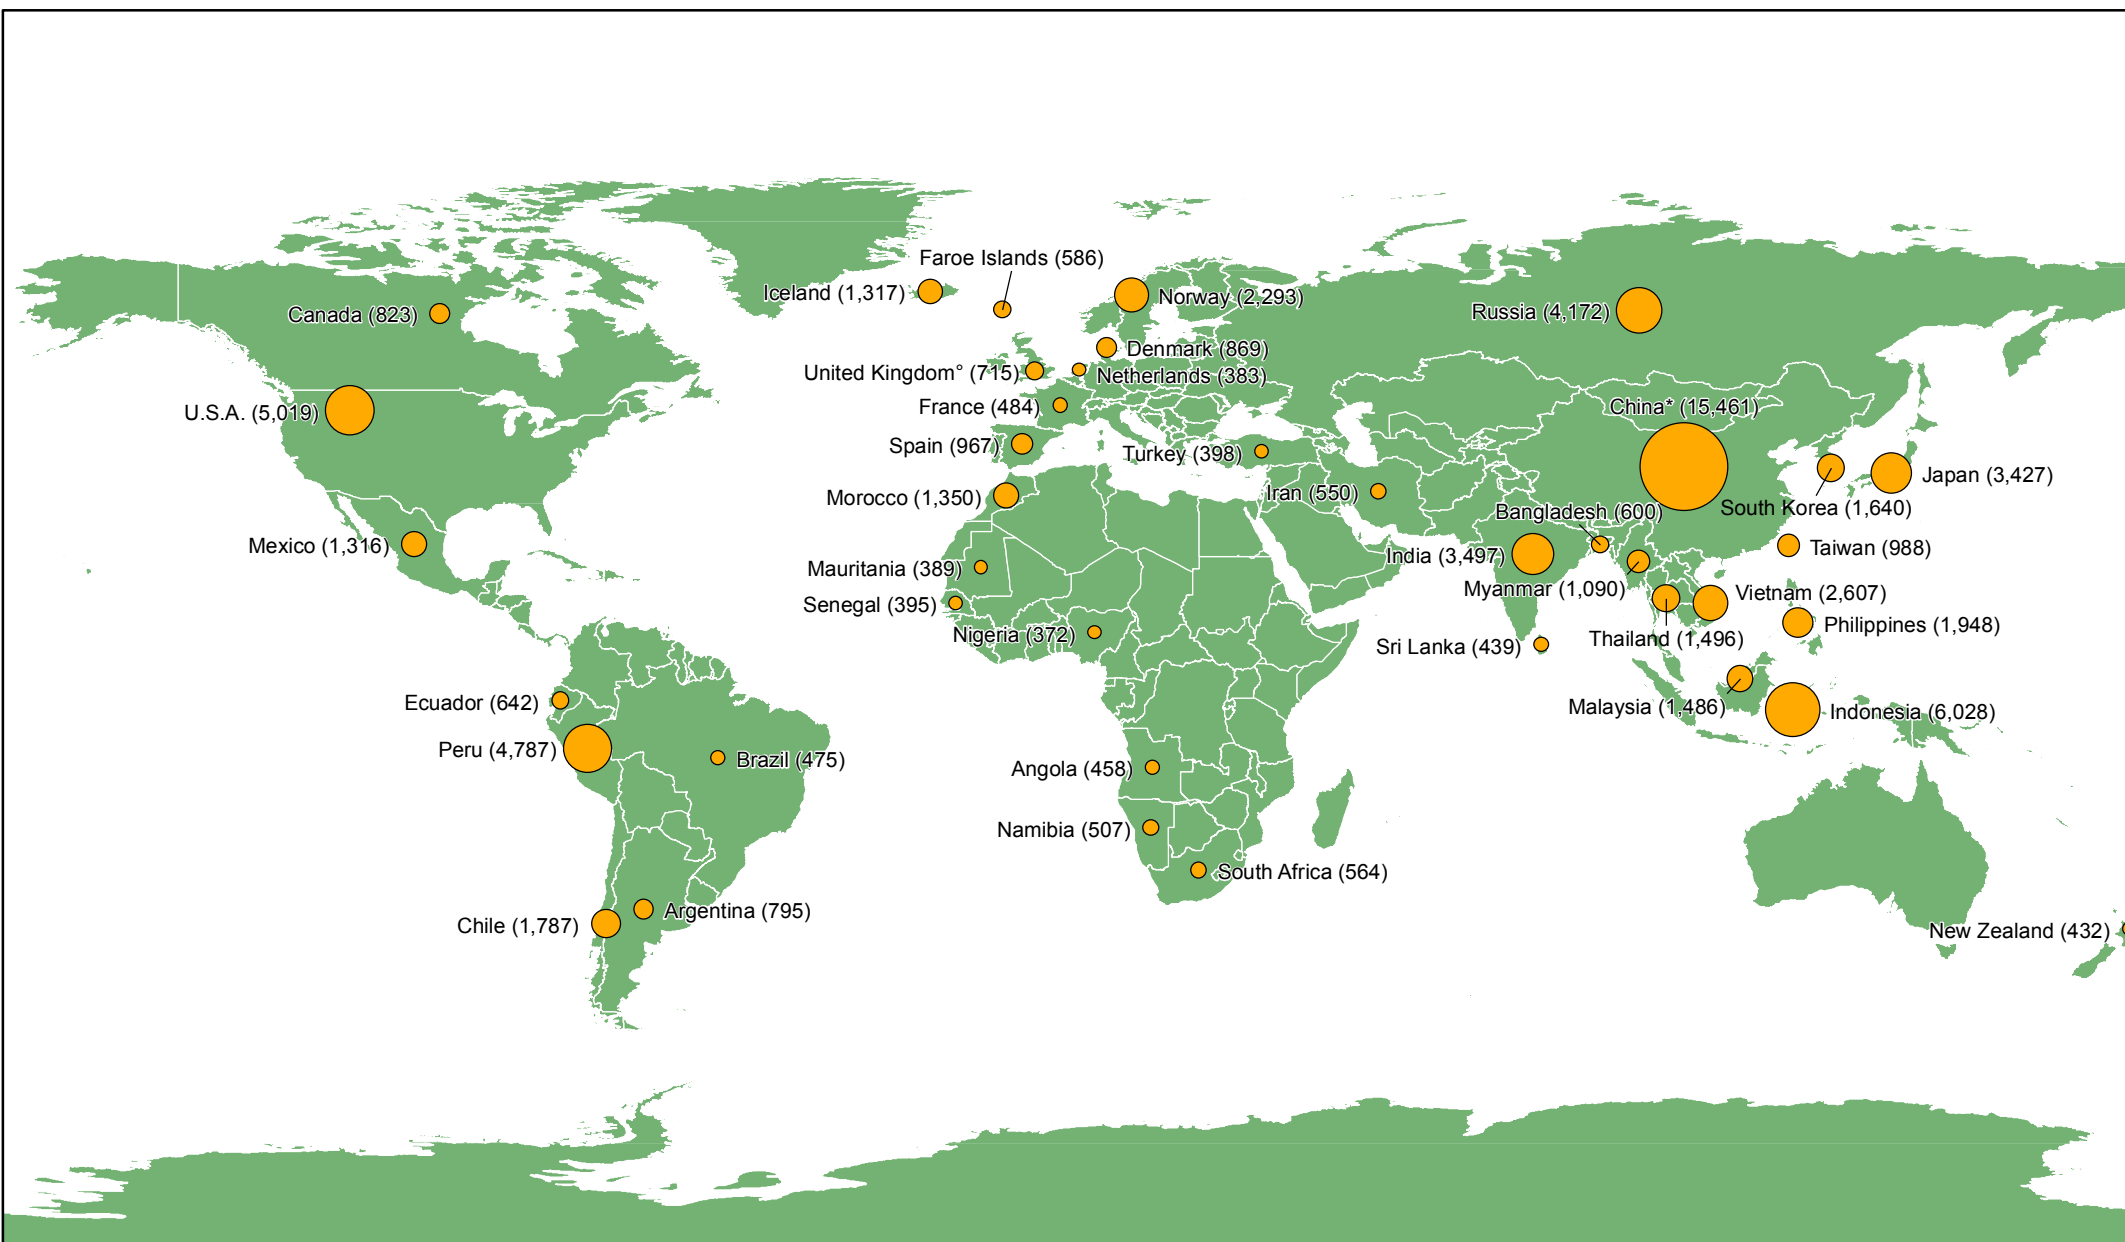 Faroe Islands (586)
Iceland (1,317)
Norway (2,293)
Canada (823)
Russia (4,172)
Denmark (869)
United Kingdom° (715)
Netherlands (383)
France (484)
China* (15,461)
U.S.A. (5,019)
Spain (967)
Turkey (398)
Japan (3,427)
Iran (550)
Morocco (1,350)
South Korea (1,640)
Bangladesh (600)
Mexico (1,316)
Taiwan (988)
India (3,497)
Mauritania (389)
Myanmar (1,090)
Vietnam (2,607)
Senegal (395)
Philippines (1,948)
Nigeria (372)
Thailand (1,496)
Sri Lanka (439)
Ecuador (642)
Malaysia (1,486)
Indonesia (6,028)
Peru (4,787)
Brazil (475)
Angola (458)
Namibia (507)
South Africa (564)
Argentina (795)
Chile (1,787)
New Zealand (432)